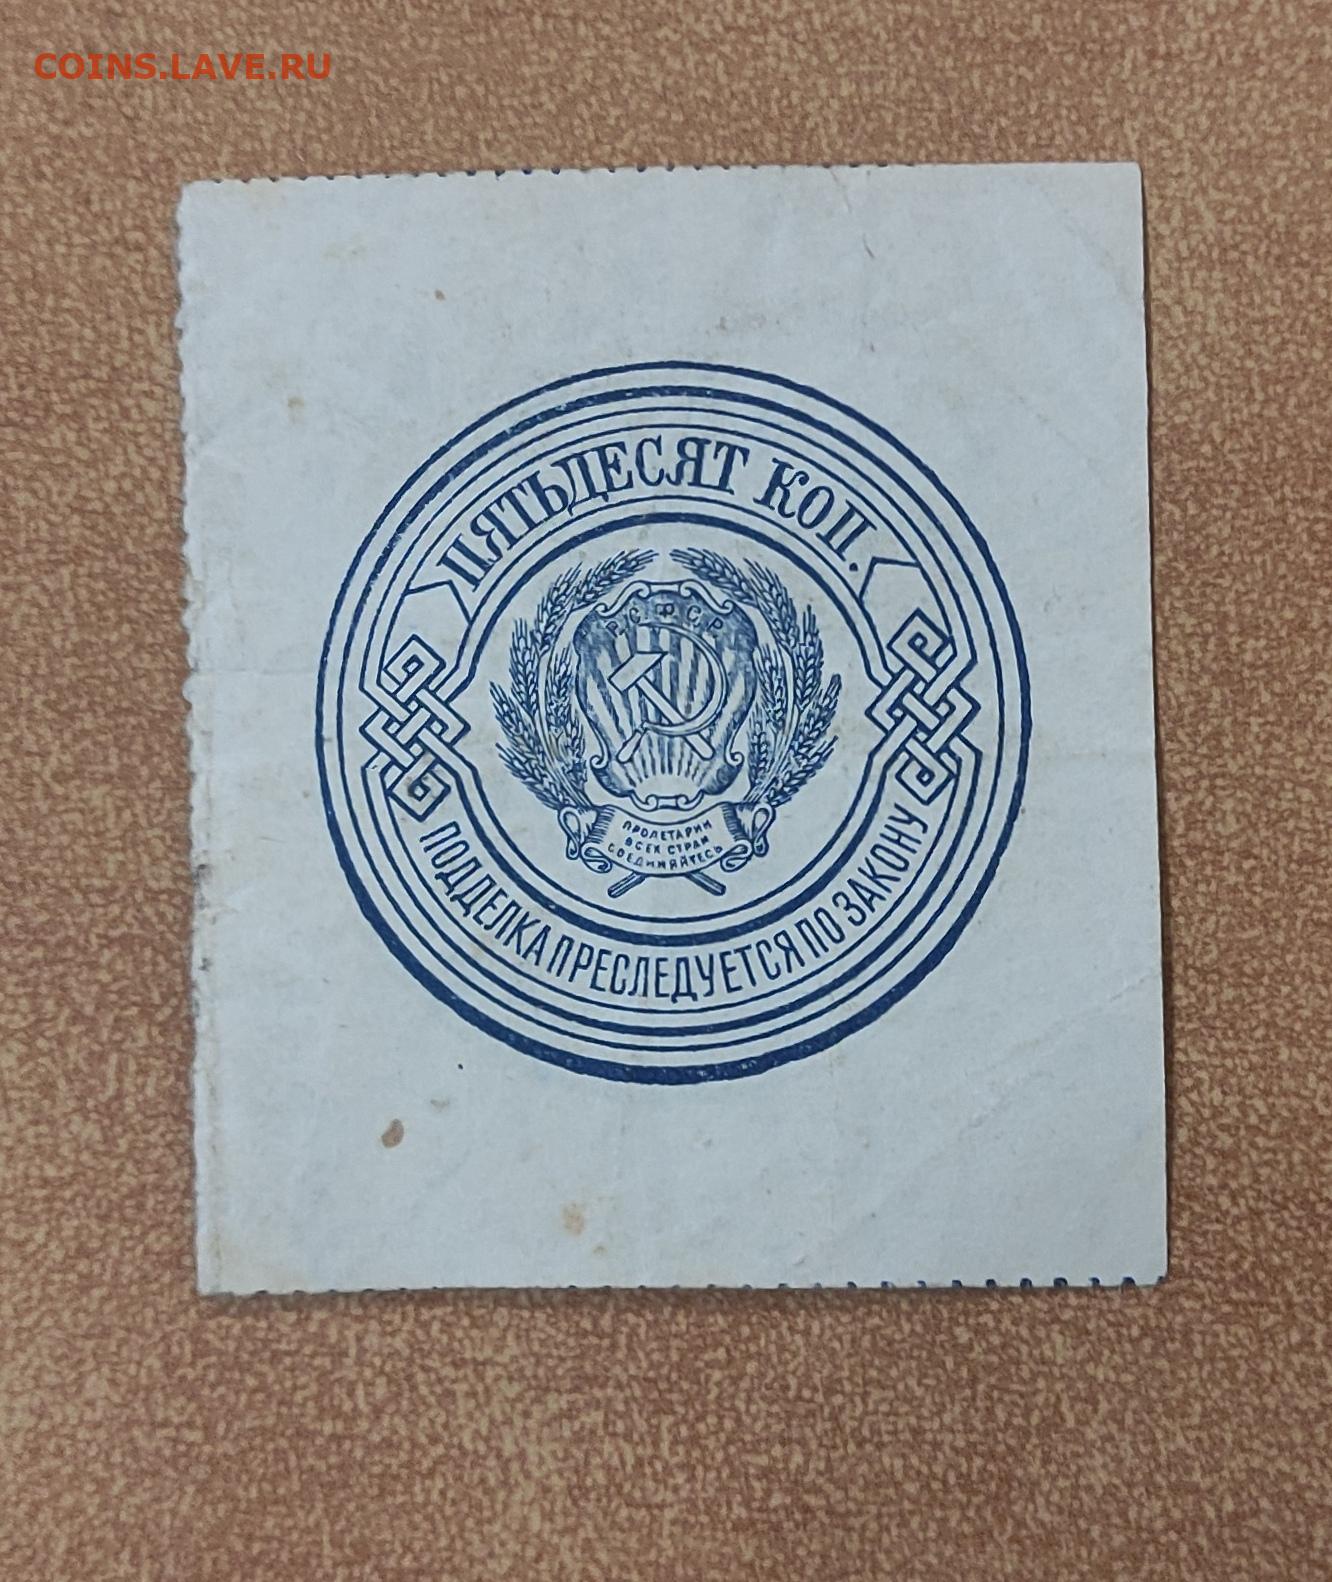 COINS.LAVE.RU
ПЯТЬДЕСЯТ КОП.
Р.С.Ф.С.Р.
ПРОЛЕТАРИИ
ВСЕХ СТРАН
СОЕДИНЯЙТЕСЬ
ПОДДЕЛКА ПРЕСЛЕДУЕТСЯ ПО ЗАКОНУ